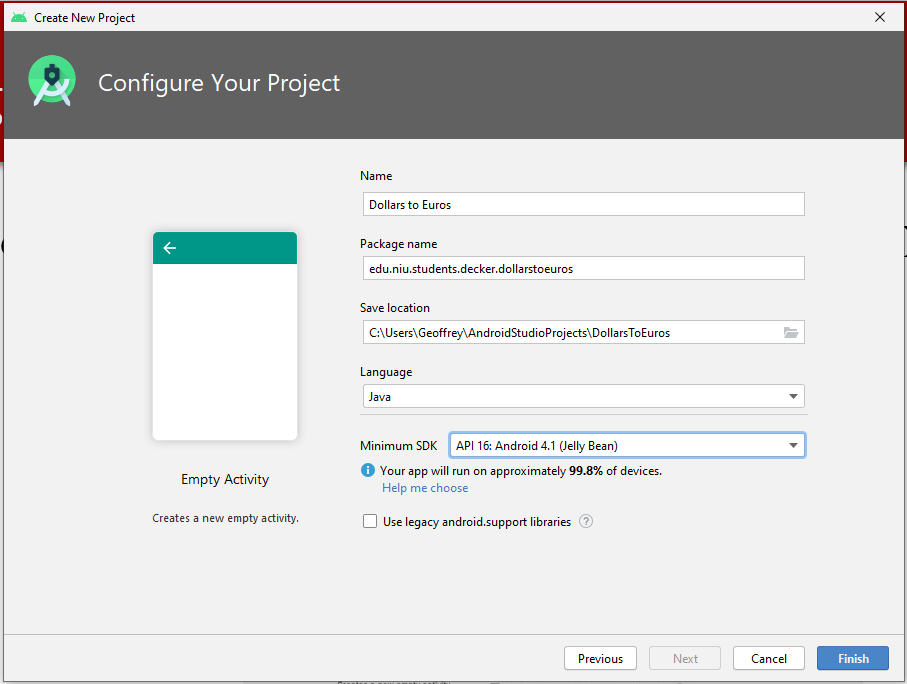 Create New Project
Configure Your Project
Name
Dollars to Euros
Package name
edu.niu.students.decker.dollarstoeuros
Save location
C:\Users\Geoffrey\AndroidStudioProjects\DollarsToEuros
Language
Java
Minimum SDK API 16: Android 4.1 (Jelly Bean)
i Your app will run on approximately 99.8% of devices.
Help me choose
Use legacy android.support libraries ?
Empty Activity
Creates a new empty activity.
Previous Next Cancel Finish